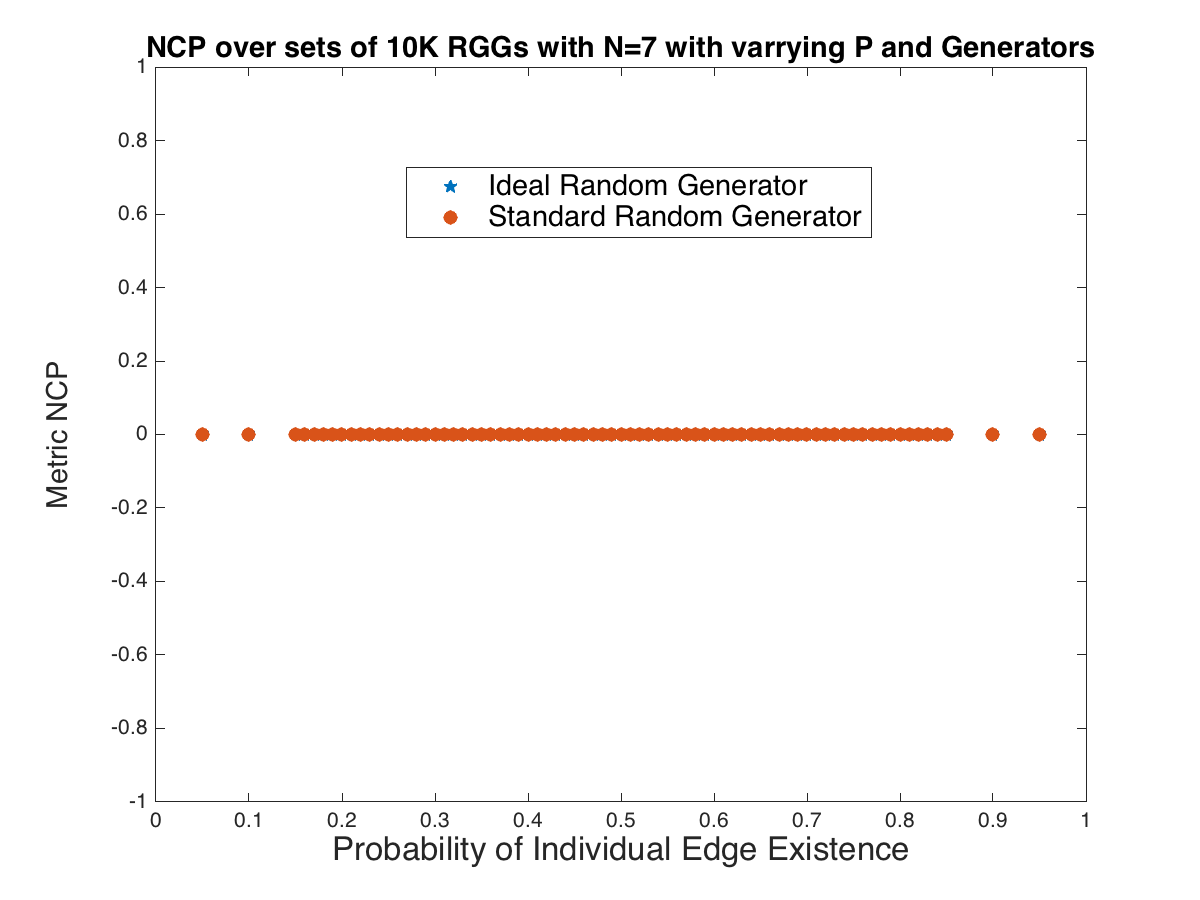 NCP over sets of 10K RGGs with N=7 with varrying P and Generators
1
0.8
0.6
0.4
0.2
0
-0.2
-0.4
-0.6
-0.8
-1
Metric NCP
Ideal Random Generator
Standard Random Generator
0 0.1 0.2 0.3 0.4 0.5 0.6 0.7 0.8 0.9 1
Probability of Individual Edge Existence